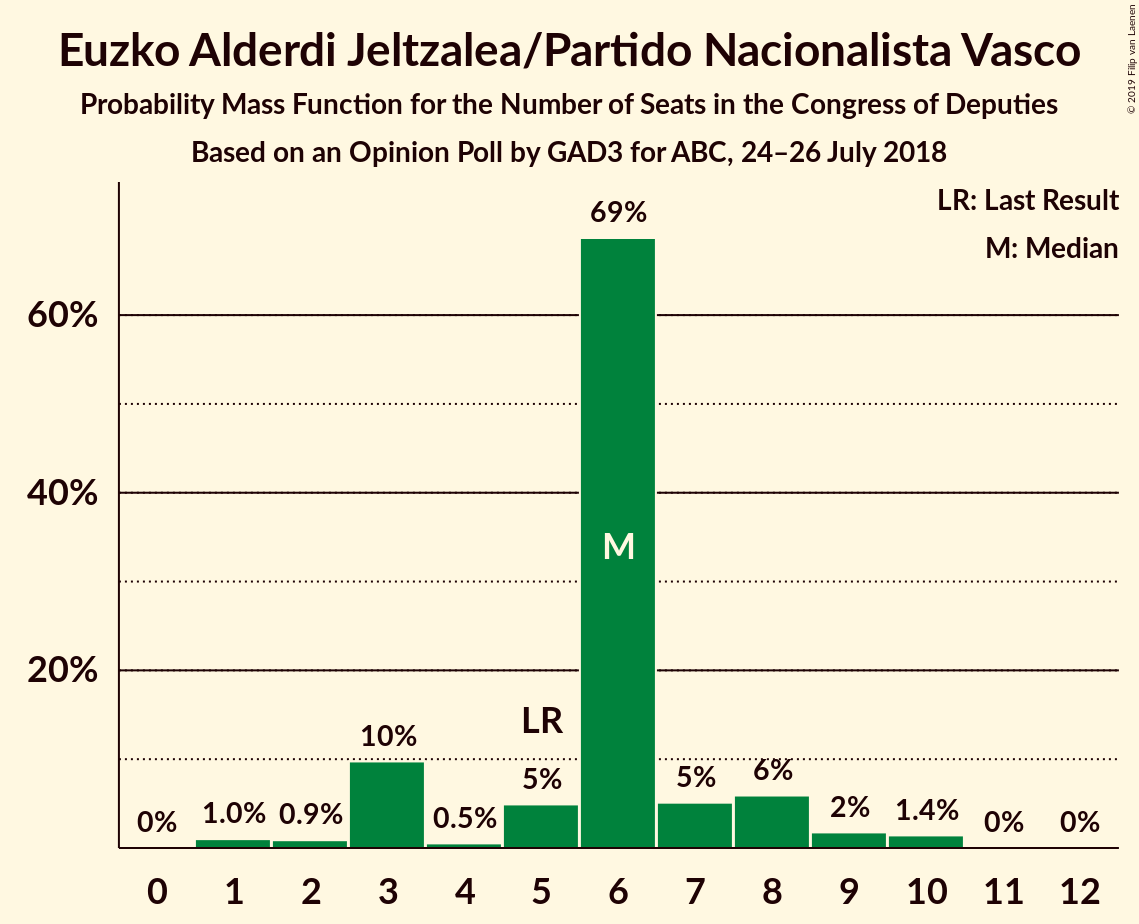 Euzko Alderdi Jeltzalea/Partido Nacionalista Vasco
Probability Mass Function for the Number of Seats in the Congress of Deputies
Based on an Opinion Poll by GAD3 for ABC, 24–26 July 2018
© 2019 Filip van Laenen
LR: Last Result
M: Median
60%
40%
20%
0%
1.0%
0.9%
10%
0.5%
LR
5%
69%
M
5%
6%
2%
1.4%
0%
0%
0 1 2 3 4 5 6 7 8 9 10 11 12